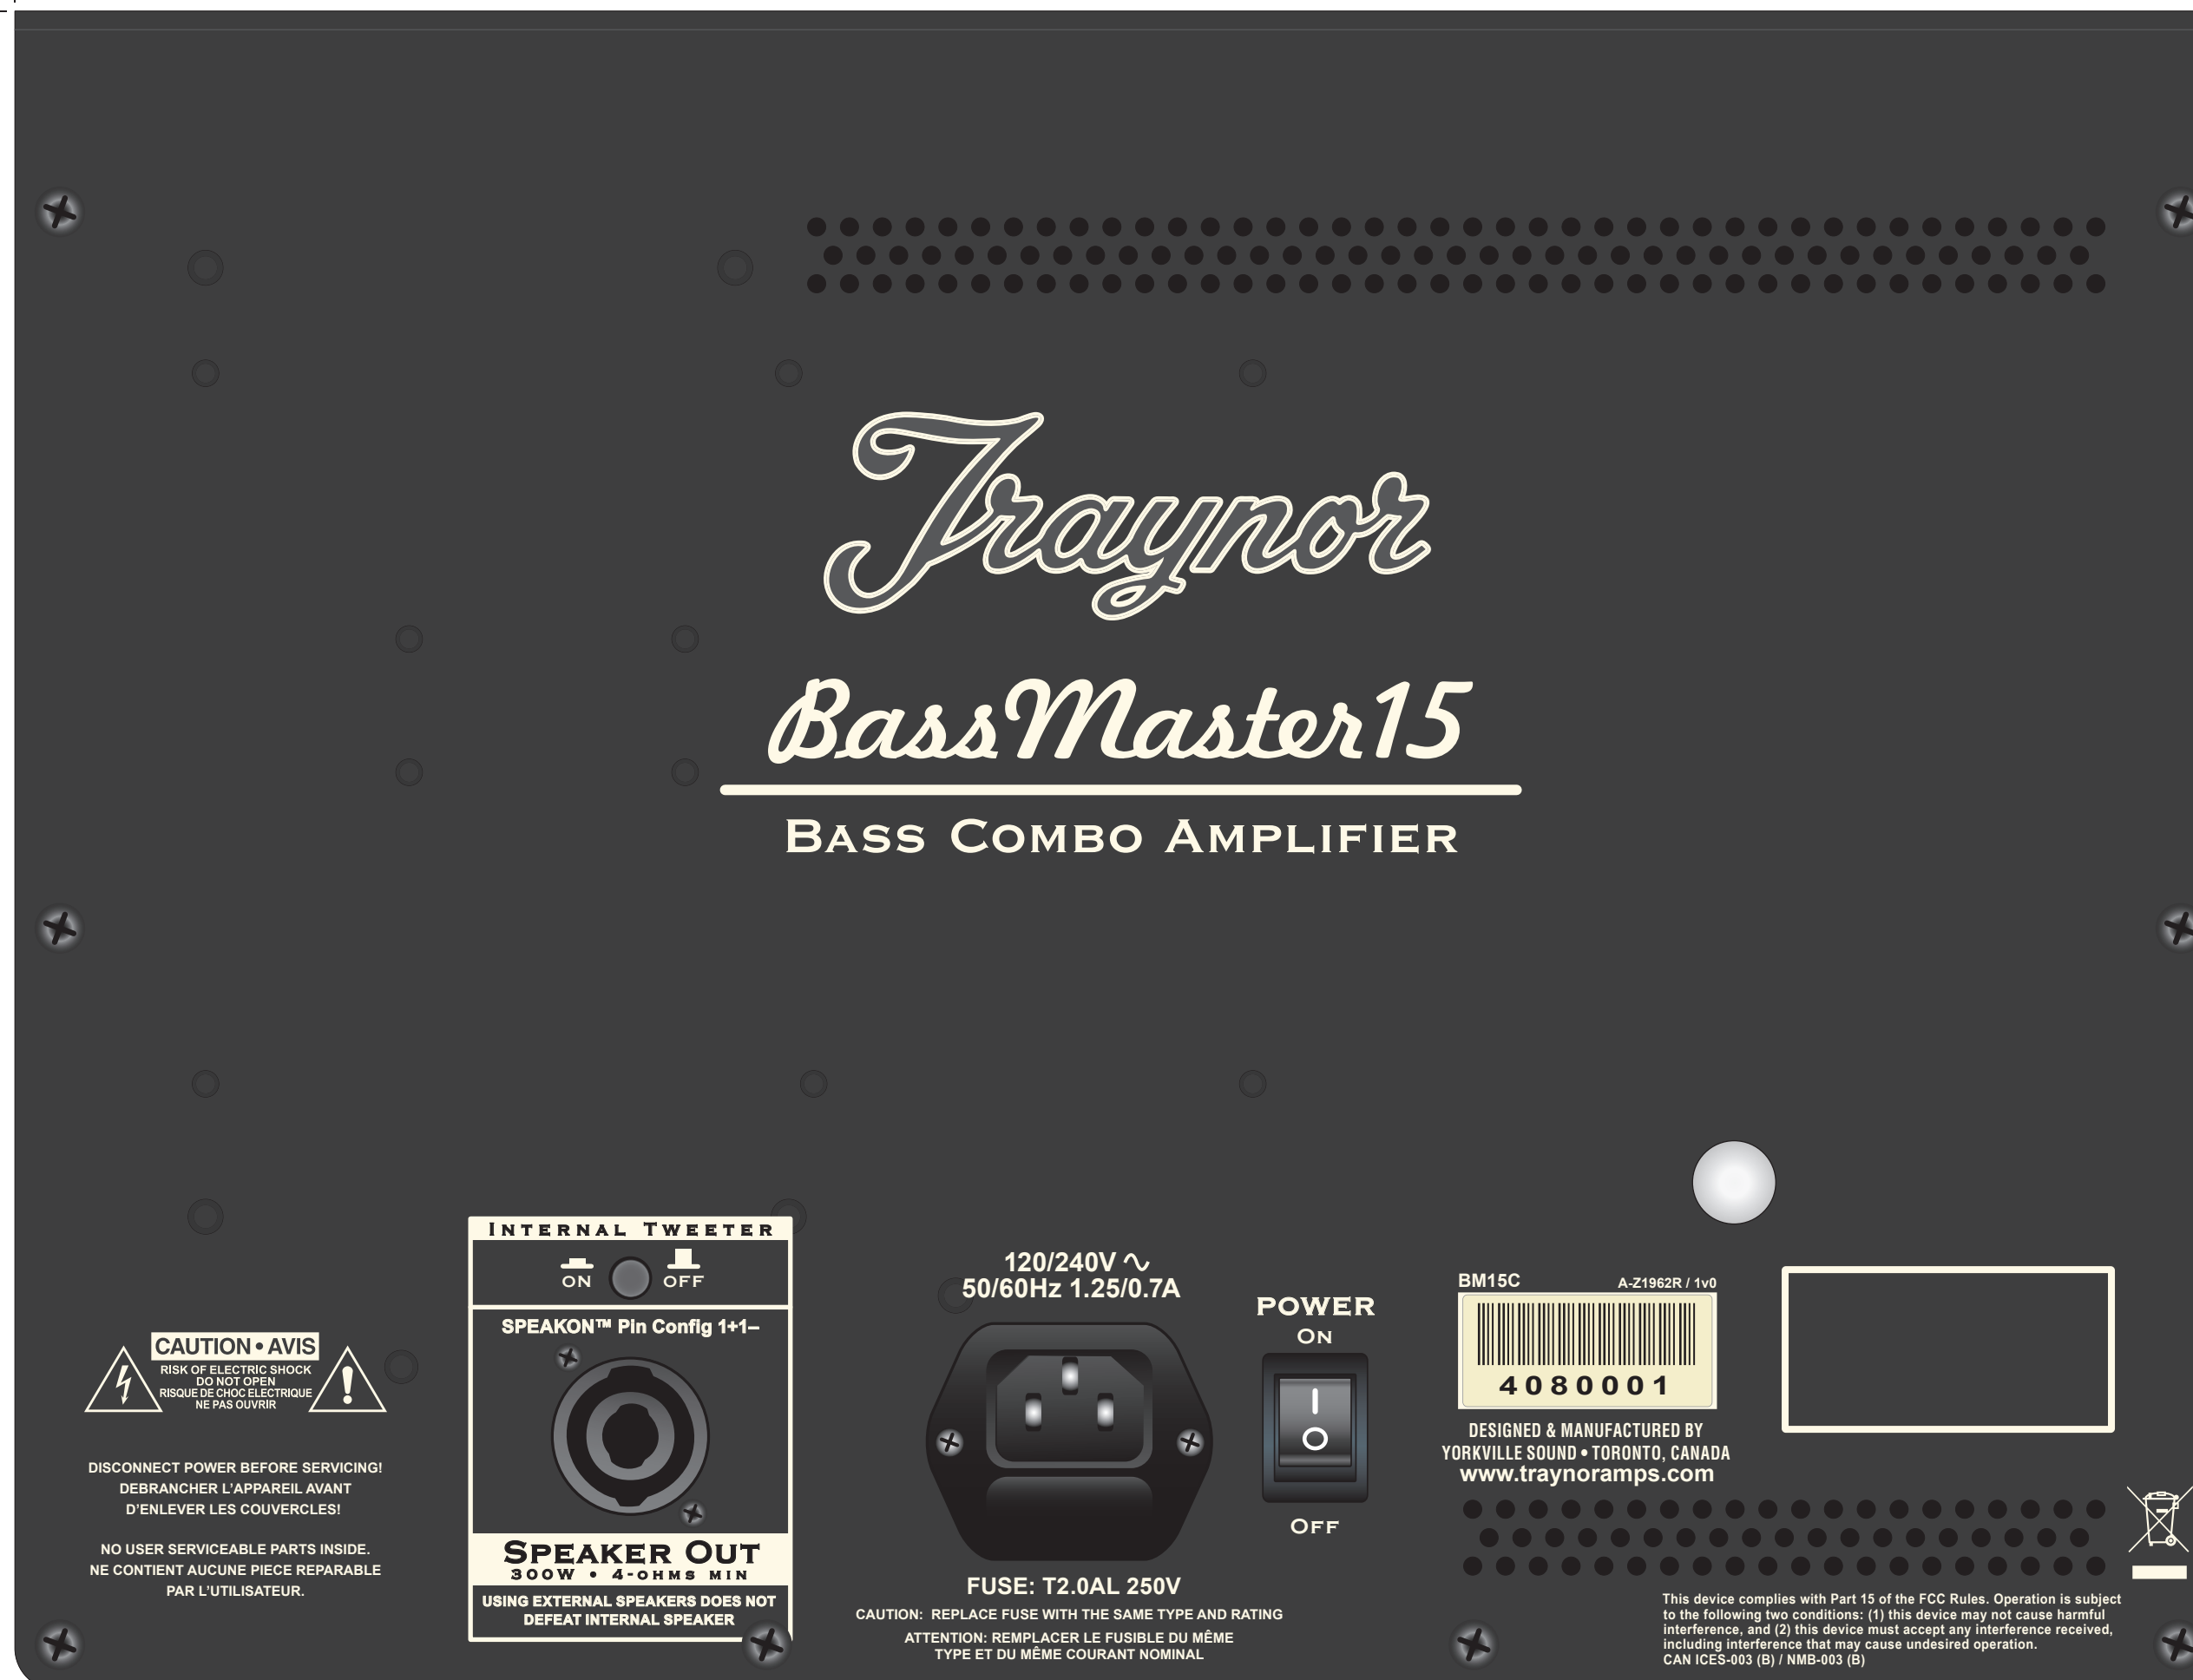 Traynor
BassMaster15
BASS COMBO AMPLIFIER
INTERNAL TWEETER
ON OFF
SPEAKON™ Pin Config 1+1–
SPEAKER OUT
300W • 4-OHMS MIN
USING EXTERNAL SPEAKERS DOES NOT
DEFEAT INTERNAL SPEAKER
CAUTION • AVIS
RISK OF ELECTRIC SHOCK
DO NOT OPEN
RISQUE DE CHOC ELECTRIQUE
NE PAS OUVRIR
DISCONNECT POWER BEFORE SERVICING!
DEBRANCHER L’APPAREIL AVANT
D’ENLEVER LES COUVERCLES!
NO USER SERVICEABLE PARTS INSIDE.
NE CONTIENT AUCUNE PIECE REPARABLE
PAR L’UTILISATEUR.
120/240V ∿
50/60Hz 1.25/0.7A
FUSE: T2.0AL 250V
CAUTION: REPLACE FUSE WITH THE SAME TYPE AND RATING
ATTENTION: REMPLACER LE FUSIBLE DU MÊME
TYPE ET DU MÊME COURANT NOMINAL
POWER
ON
OFF
BM15C A-Z1962R / 1v0
4080001
DESIGNED & MANUFACTURED BY
YORKVILLE SOUND • TORONTO, CANADA
www.traynoramps.com
This device complies with Part 15 of the FCC Rules. Operation is subject
to the following two conditions: (1) this device may not cause harmful
interference, and (2) this device must accept any interference received,
including interference that may cause undesired operation.
CAN ICES-003 (B) / NMB-003 (B)